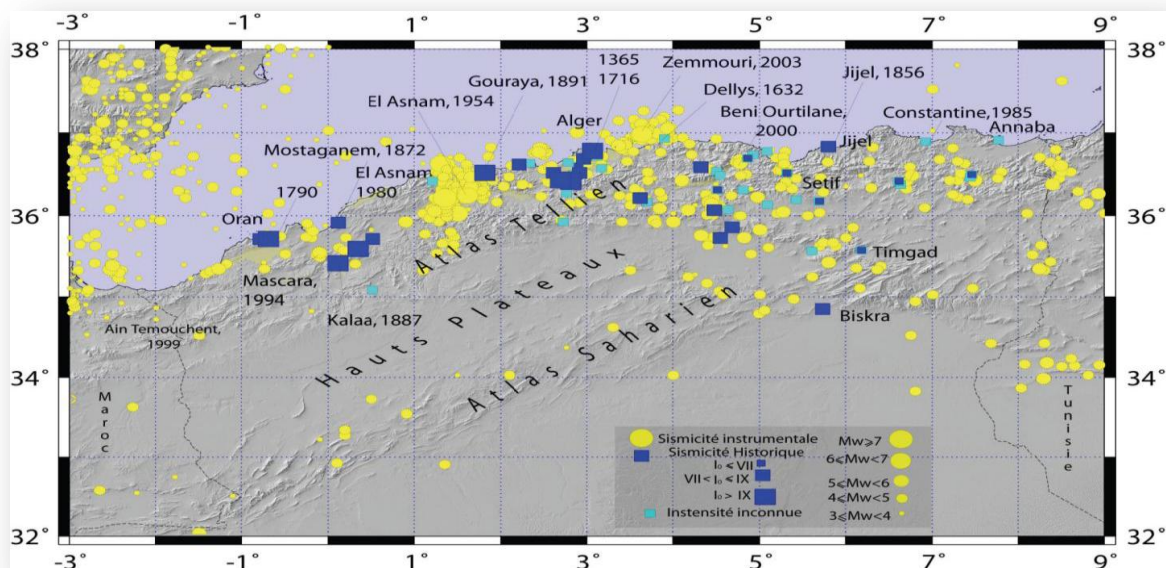 -3° -1° 1° 3° 5° 7° 9°
38° 38°
1365
1716
Zemmouri, 2003
Jijel, 1856
Gouraya, 1891
Dellys, 1632
El Asnam, 1954
Alger
Beni Ourtilane,
2000
Constantine, 1985
Annaba
Mostaganem, 1872
Jijel
El Asnam
1980
1790
Setif
36° 36°
Oran
Atlas Tellien
Timgad
Mascara,
1994
Hauts Plateaux
Kalaa, 1887
Biskra
Ain Temouchent,
1999
Atlas Saharien
34° 34°
Maroc
Tunisie
Sismicité instrumentale
Sismicité Historique
I₀ ⩽ VII
VII < I₀ ⩽ IX
I₀ > IX
Instensité inconnue
Mw⩾7
6⩽Mw<7
5⩽Mw<6
4⩽Mw<5
3⩽Mw<4
32° 32°
-3° -1° 1° 3° 5° 7° 9°